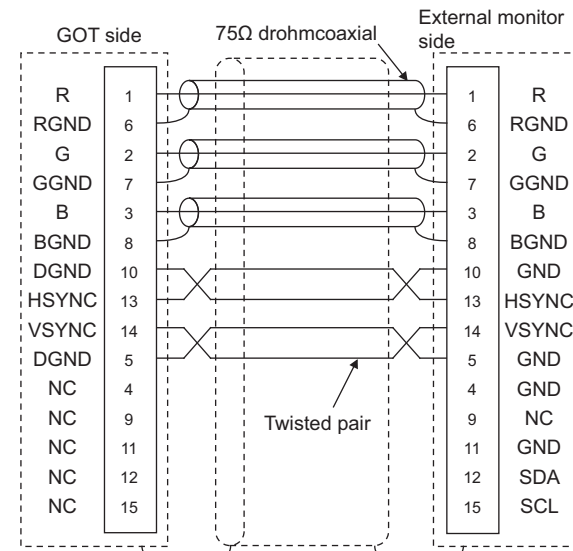 GOT side
75Ω drohmcoaxial
External monitor
side
R 1 1 R
RGND 6 6 RGND
G 2 2 G
GGND 7 7 GGND
B 3 3 B
BGND 8 8 BGND
DGND 10 10 GND
HSYNC 13 13 HSYNC
VSYNC 14 14 VSYNC
DGND 5 5 GND
NC 4 4 GND
NC 9 9 NC
NC 11 11 GND
NC 12 12 SDA
NC 15 15 SCL
Twisted pair